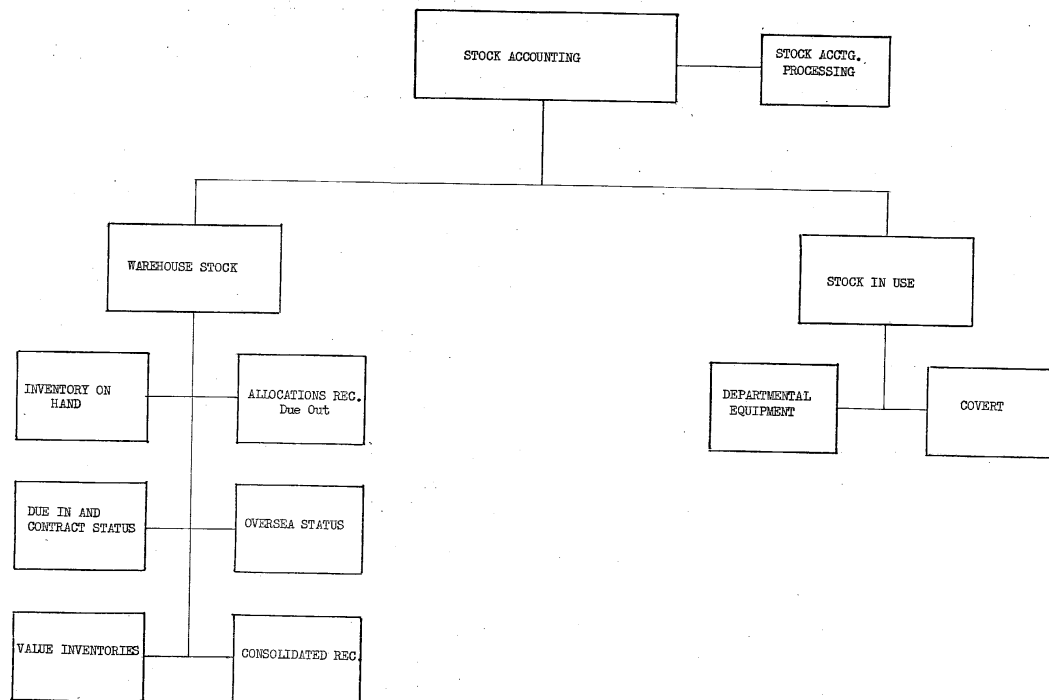 STOCK ACCOUNTING
STOCK ACCTG.
PROCESSING
WAREHOUSE STOCK
STOCK IN USE
INVENTORY ON
HAND
ALLOCATIONS REC.
Due Out
DEPARTMENTAL
EQUIPMENT
COVERT
DUE IN AND
CONTRACT STATUS
OVERSEA STATUS
VALUE INVENTORIES
CONSOLIDATED REC.